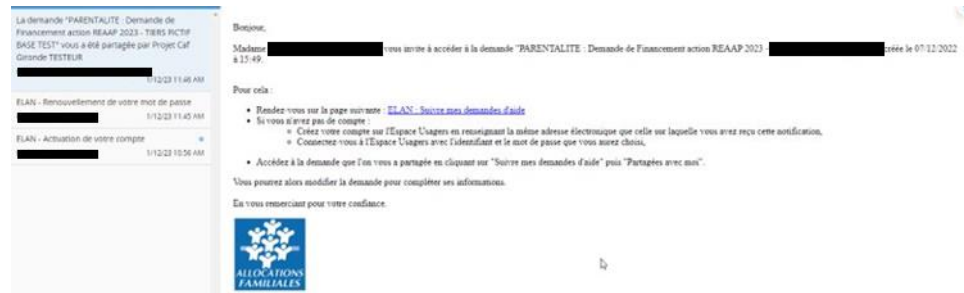 La demande "PARENTALITE : Demande de
Financement action REAAP 2023 - TIERS FICTIF
BASE TEST" vous a été partagée par Projet Caf
Gironde TESTEUR
1/12/23 11:46 AM
ELAN - Renouvellement de votre mot de passe
1/12/23 11:45 AM
ELAN - Activation de votre compte
1/12/23 10:56 AM
Bonjour,
Madame vous invite à accéder à la demande "PARENTALITE : Demande de Financement action REAAP 2023 - créée le 07/12/2022
à 15:49.
Pour cela :
• Rendez-vous sur la page suivante : ELAN : Suivre mes demandes d'aide
• Si vous n'avez pas de compte :
○ Créez votre compte sur l'Espace Usagers en renseignant la même adresse électronique que celle sur laquelle vous avez reçu cette notification,
○ Connectez-vous à l'Espace Usagers avec l'identifiant et le mot de passe que vous aurez choisi,
• Accédez à la demande que l'on vous a partagée en cliquant sur "Suivre mes demandes d'aide" puis "Partagées avec moi".
Vous pourrez alors modifier la demande pour compléter ses informations.
En vous remerciant pour votre confiance.
ALLOCATIONS
FAMILIALES